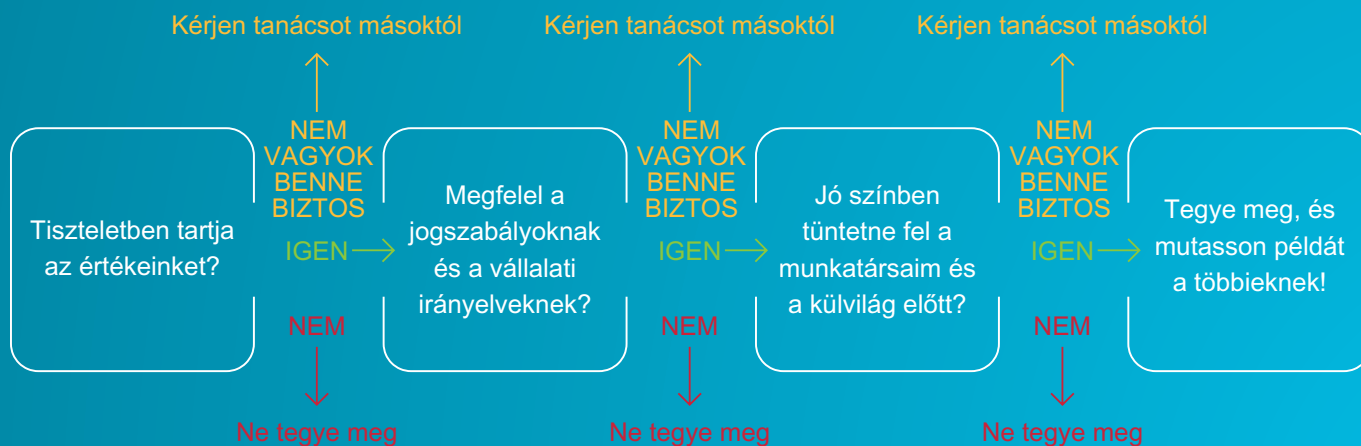 Kérjen tanácsot másoktól
Kérjen tanácsot másoktól
Kérjen tanácsot másoktól
Tiszteletben tartja
az értékeinket?
NEM
VAGYOK
BENNE
BIZTOS
IGEN
NEM
Megfelel a
jogszabályoknak
és a vállalati
irányelveknek?
NEM
VAGYOK
BENNE
BIZTOS
IGEN
NEM
Jó színben
tüntetne fel a
munkatársaim és
a külvilág előtt?
NEM
VAGYOK
BENNE
BIZTOS
IGEN
NEM
Tegye meg, és
mutasson példát
a többieknek!
Ne tegye meg
Ne tegye meg
Ne tegye meg